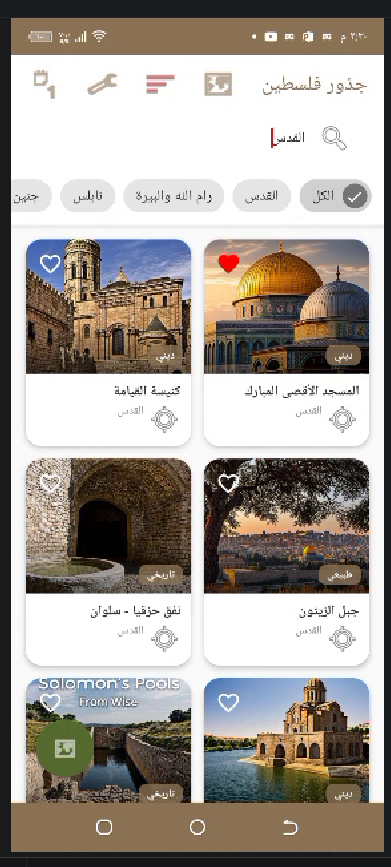 ٣:٣٠ م
جذور فلسطين
1
القدس
الكل
القدس
رام الله والبيرة
نابلس
جنين
ديني
المسجد الأقصى المبارك
القدس
ديني
كنيسة القيامة
القدس
طبيعي
جبل الزيتون
القدس
تاريخي
نفق حزقيا - سلوان
القدس
ديني
Solomon's Pools
From Wise
تاريخي